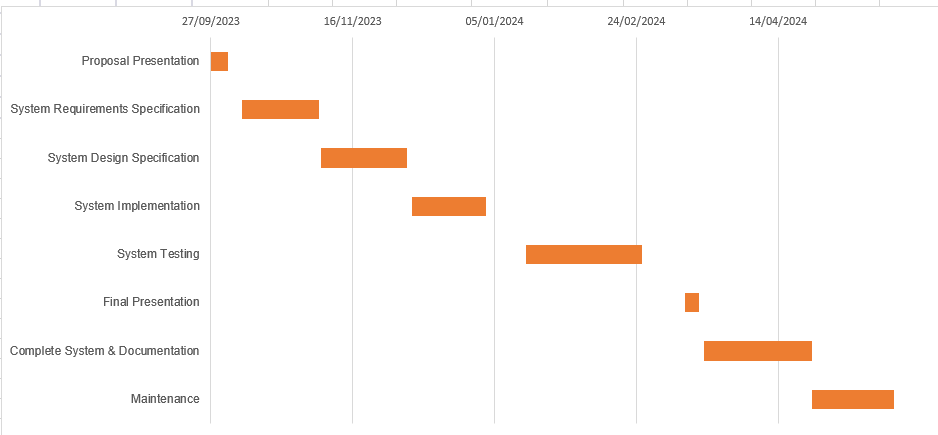 27/09/2023 16/11/2023 05/01/2024 24/02/2024 14/04/2024
Proposal Presentation
System Requirements Specification
System Design Specification
System Implementation
System Testing
Final Presentation
Complete System & Documentation
Maintenance